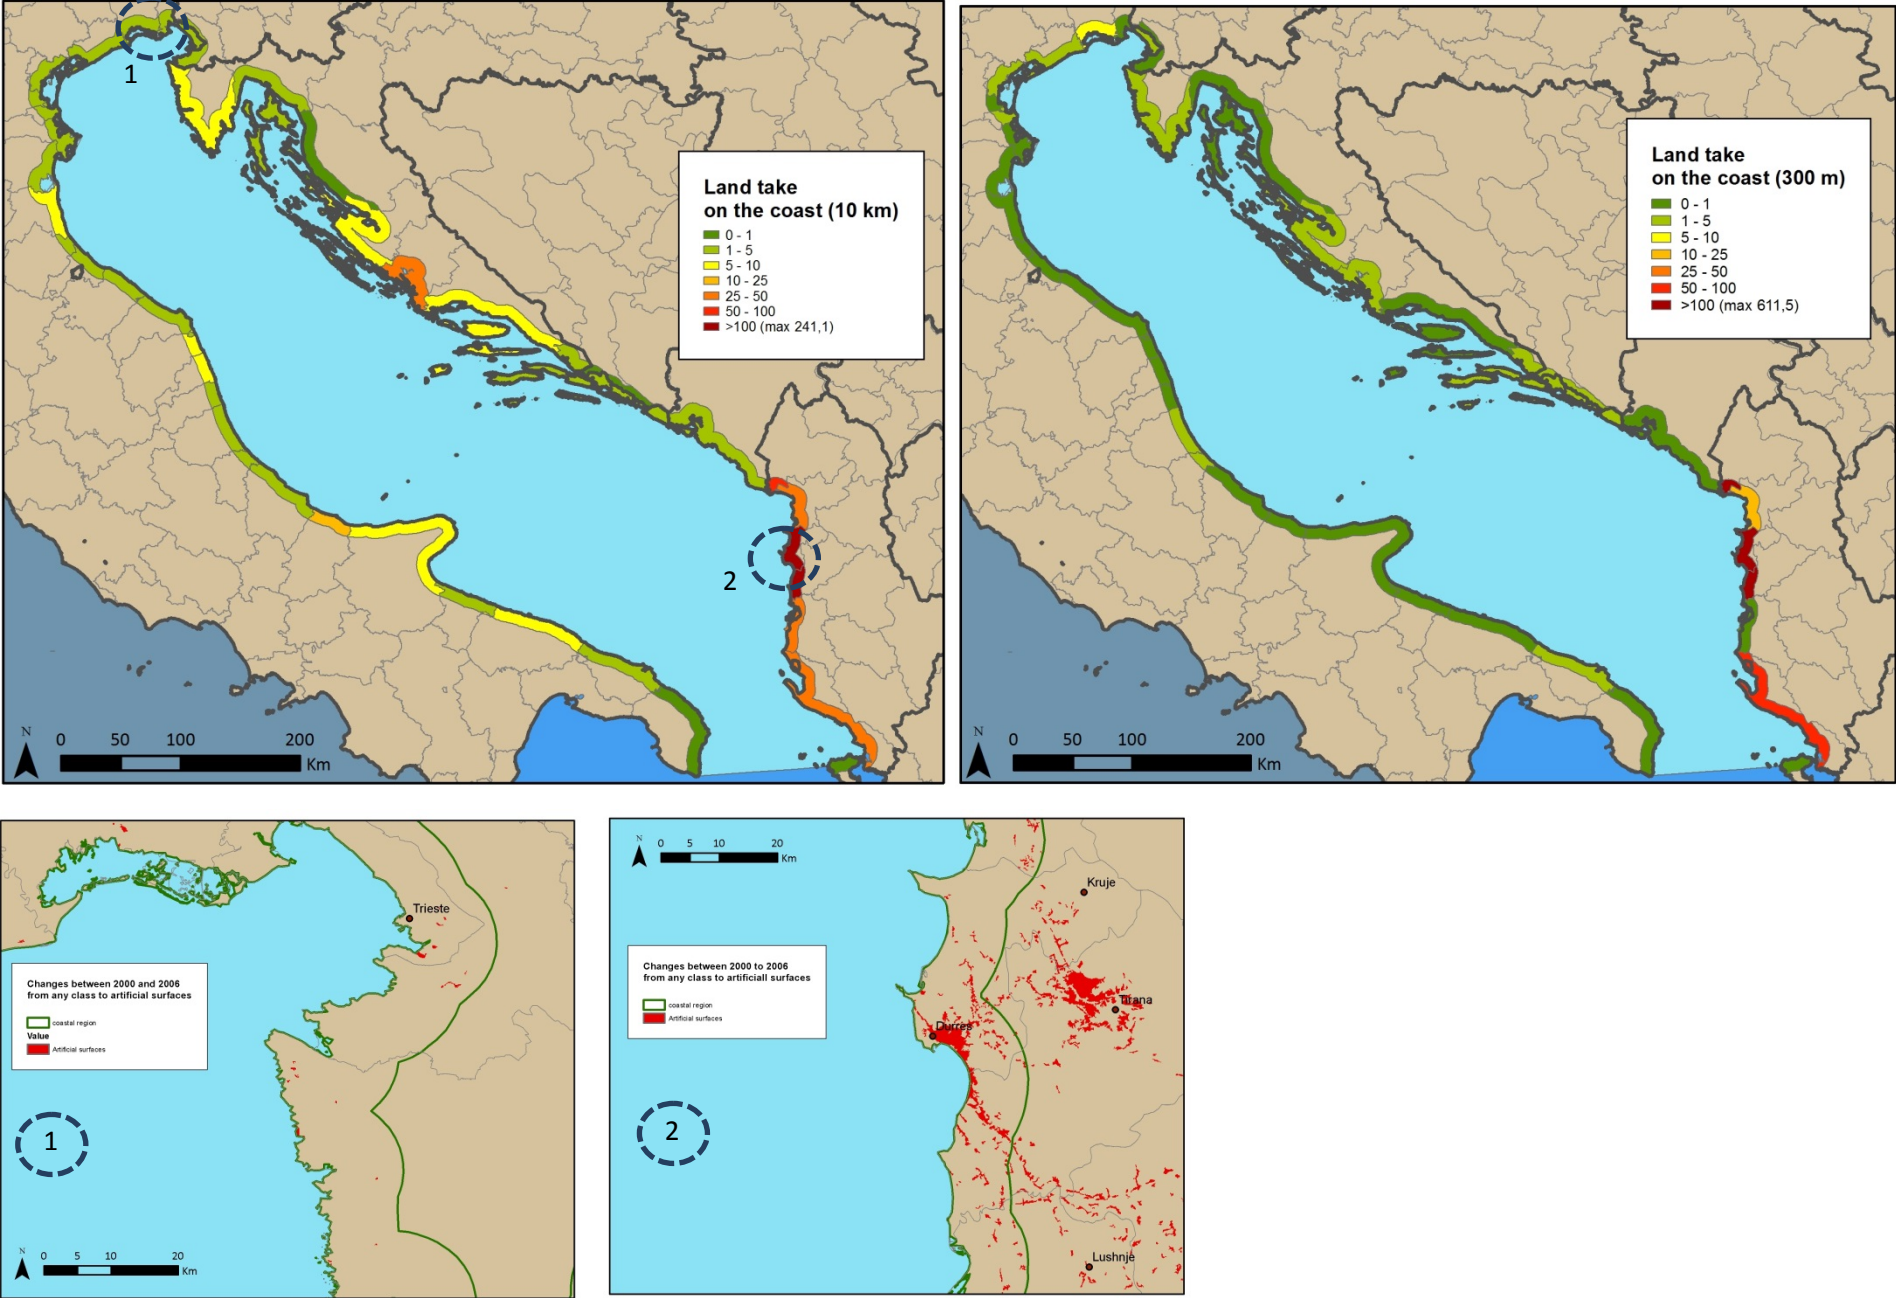 1
2
Land take
on the coast (10 km)
0 - 1
1 - 5
5 - 10
10 - 25
25 - 50
50 - 100
>100 (max 241,1)
N
0 50 100 200
Km
Land take
on the coast (300 m)
0 - 1
1 - 5
5 - 10
10 - 25
25 - 50
50 - 100
>100 (max 611,5)
N
0 50 100 200
Km
Trieste
Changes between 2000 and 2006
from any class to artificial surfaces
coastal region
Value
Artificial surfaces
1
N
0 5 10 20
Km
N
0 5 10 20
Km
Kruje
Changes between 2000 to 2006
from any class to artificiall surfaces
coastal region
Artificial surfaces
Tirana
Durres
2
Lushnje